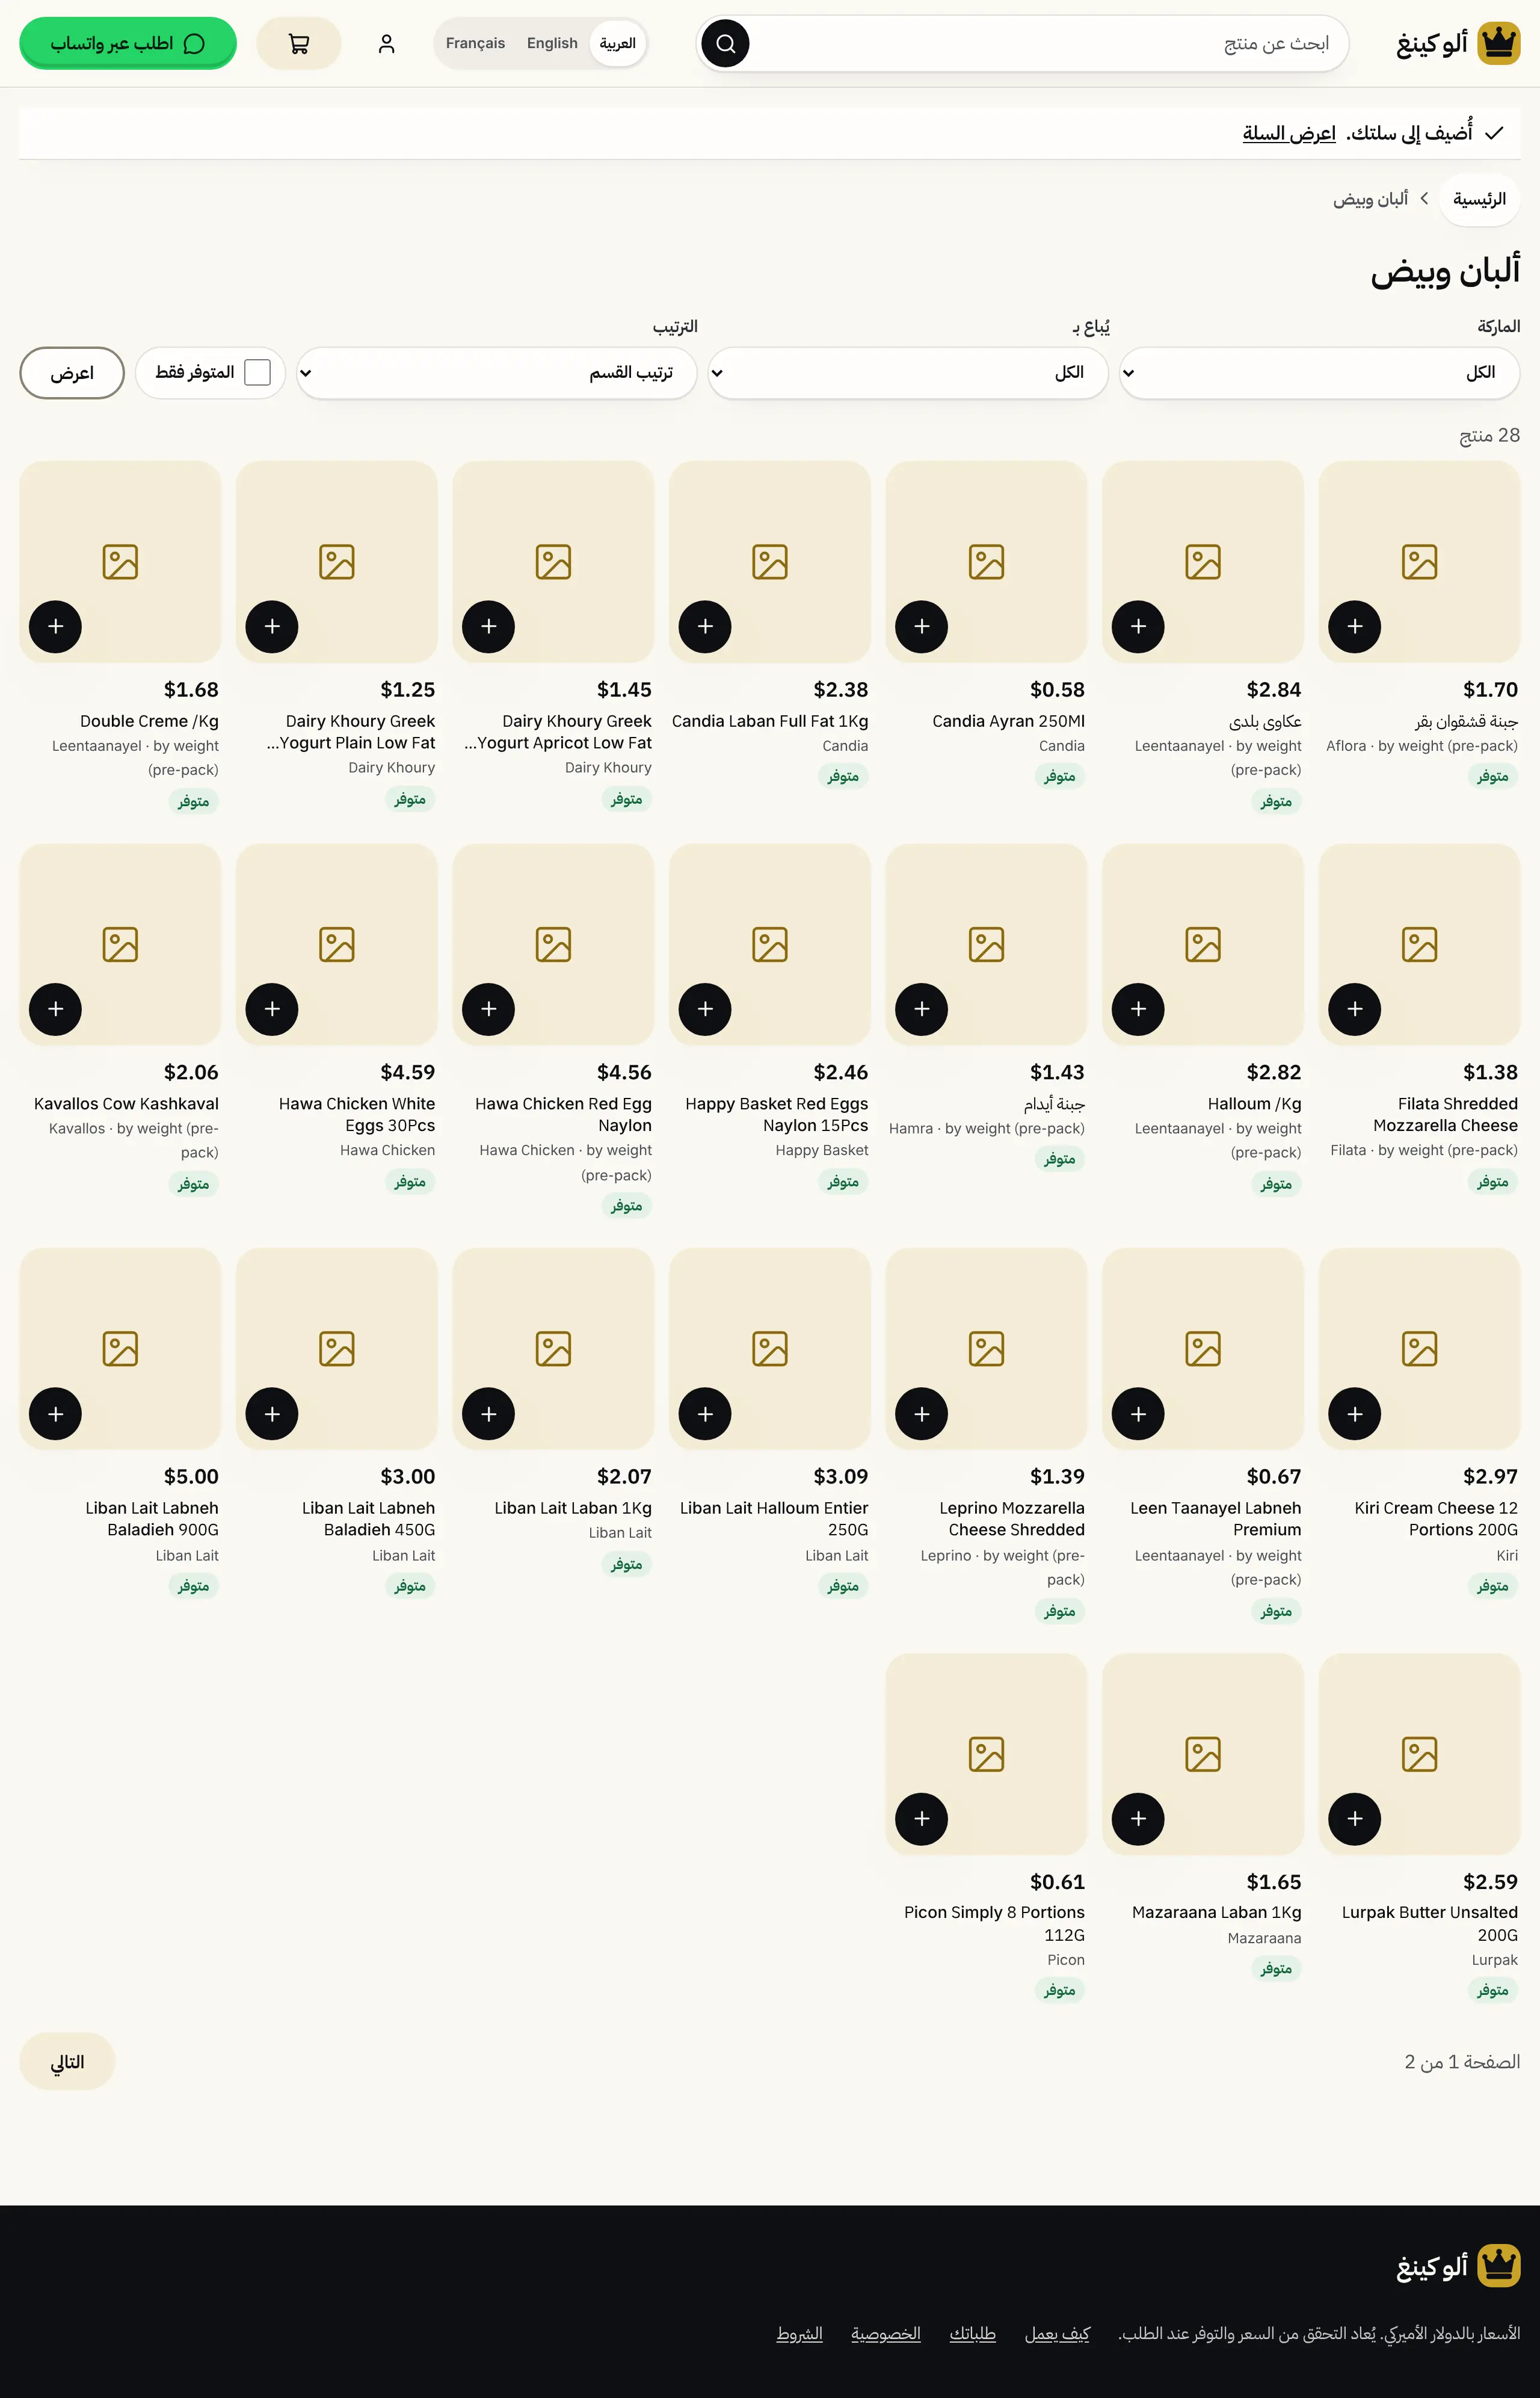 ألو كينغ
ابحث عن منتج
العربية English Français
اطلب عبر واتساب
أُضيف إلى سلتك. اعرض السلة
الرئيسية
ألبان وبيض
ألبان وبيض
الماركة
الكل
يُباع بـ
الكل
الترتيب
ترتيب القسم
المتوفر فقط
اعرض
28 منتج
$1.70
جبنة قشقوان بقر
Aflora · by weight (pre-pack)
متوفر
$2.84
عكاوى بلدى
Leentaanayel · by weight
(pre-pack)
متوفر
$0.58
Candia Ayran 250Ml
Candia
متوفر
$2.38
Candia Laban Full Fat 1Kg
Candia
متوفر
$1.45
Dairy Khoury Greek
Yogurt Apricot Low Fat...
Dairy Khoury
متوفر
$1.25
Dairy Khoury Greek
Yogurt Plain Low Fat...
Dairy Khoury
متوفر
$1.68
Double Creme /Kg
Leentaanayel · by weight
(pre-pack)
متوفر
$1.38
Filata Shredded
Mozzarella Cheese
Filata · by weight (pre-pack)
متوفر
$2.82
Halloum /Kg
Leentaanayel · by weight
(pre-pack)
متوفر
$1.43
جبنة أيدام
Hamra · by weight (pre-pack)
متوفر
$2.46
Happy Basket Red Eggs
Naylon 15Pcs
Happy Basket
متوفر
$4.56
Hawa Chicken Red Egg
Naylon
Hawa Chicken · by weight
(pre-pack)
متوفر
$4.59
Hawa Chicken White
Eggs 30Pcs
Hawa Chicken
متوفر
$2.06
Kavallos Cow Kashkaval
Kavallos · by weight (pre-
pack)
متوفر
$2.97
Kiri Cream Cheese 12
Portions 200G
Kiri
متوفر
$0.67
Leen Taanayel Labneh
Premium
Leentaanayel · by weight
(pre-pack)
متوفر
$1.39
Leprino Mozzarella
Cheese Shredded
Leprino · by weight (pre-
pack)
متوفر
$3.09
Liban Lait Halloum Entier
250G
Liban Lait
متوفر
$2.07
Liban Lait Laban 1Kg
Liban Lait
متوفر
$3.00
Liban Lait Labneh
Baladieh 450G
Liban Lait
متوفر
$5.00
Liban Lait Labneh
Baladieh 900G
Liban Lait
متوفر
$2.59
Lurpak Butter Unsalted
200G
Lurpak
متوفر
$1.65
Mazaraana Laban 1Kg
Mazaraana
متوفر
$0.61
Picon Simply 8 Portions
112G
Picon
متوفر
الصفحة 1 من 2
التالي
ألو كينغ
الأسعار بالدولار الأميركي. يُعاد التحقق من السعر والتوفر عند الطلب. كيف يعمل طلباتك الخصوصية الشروط